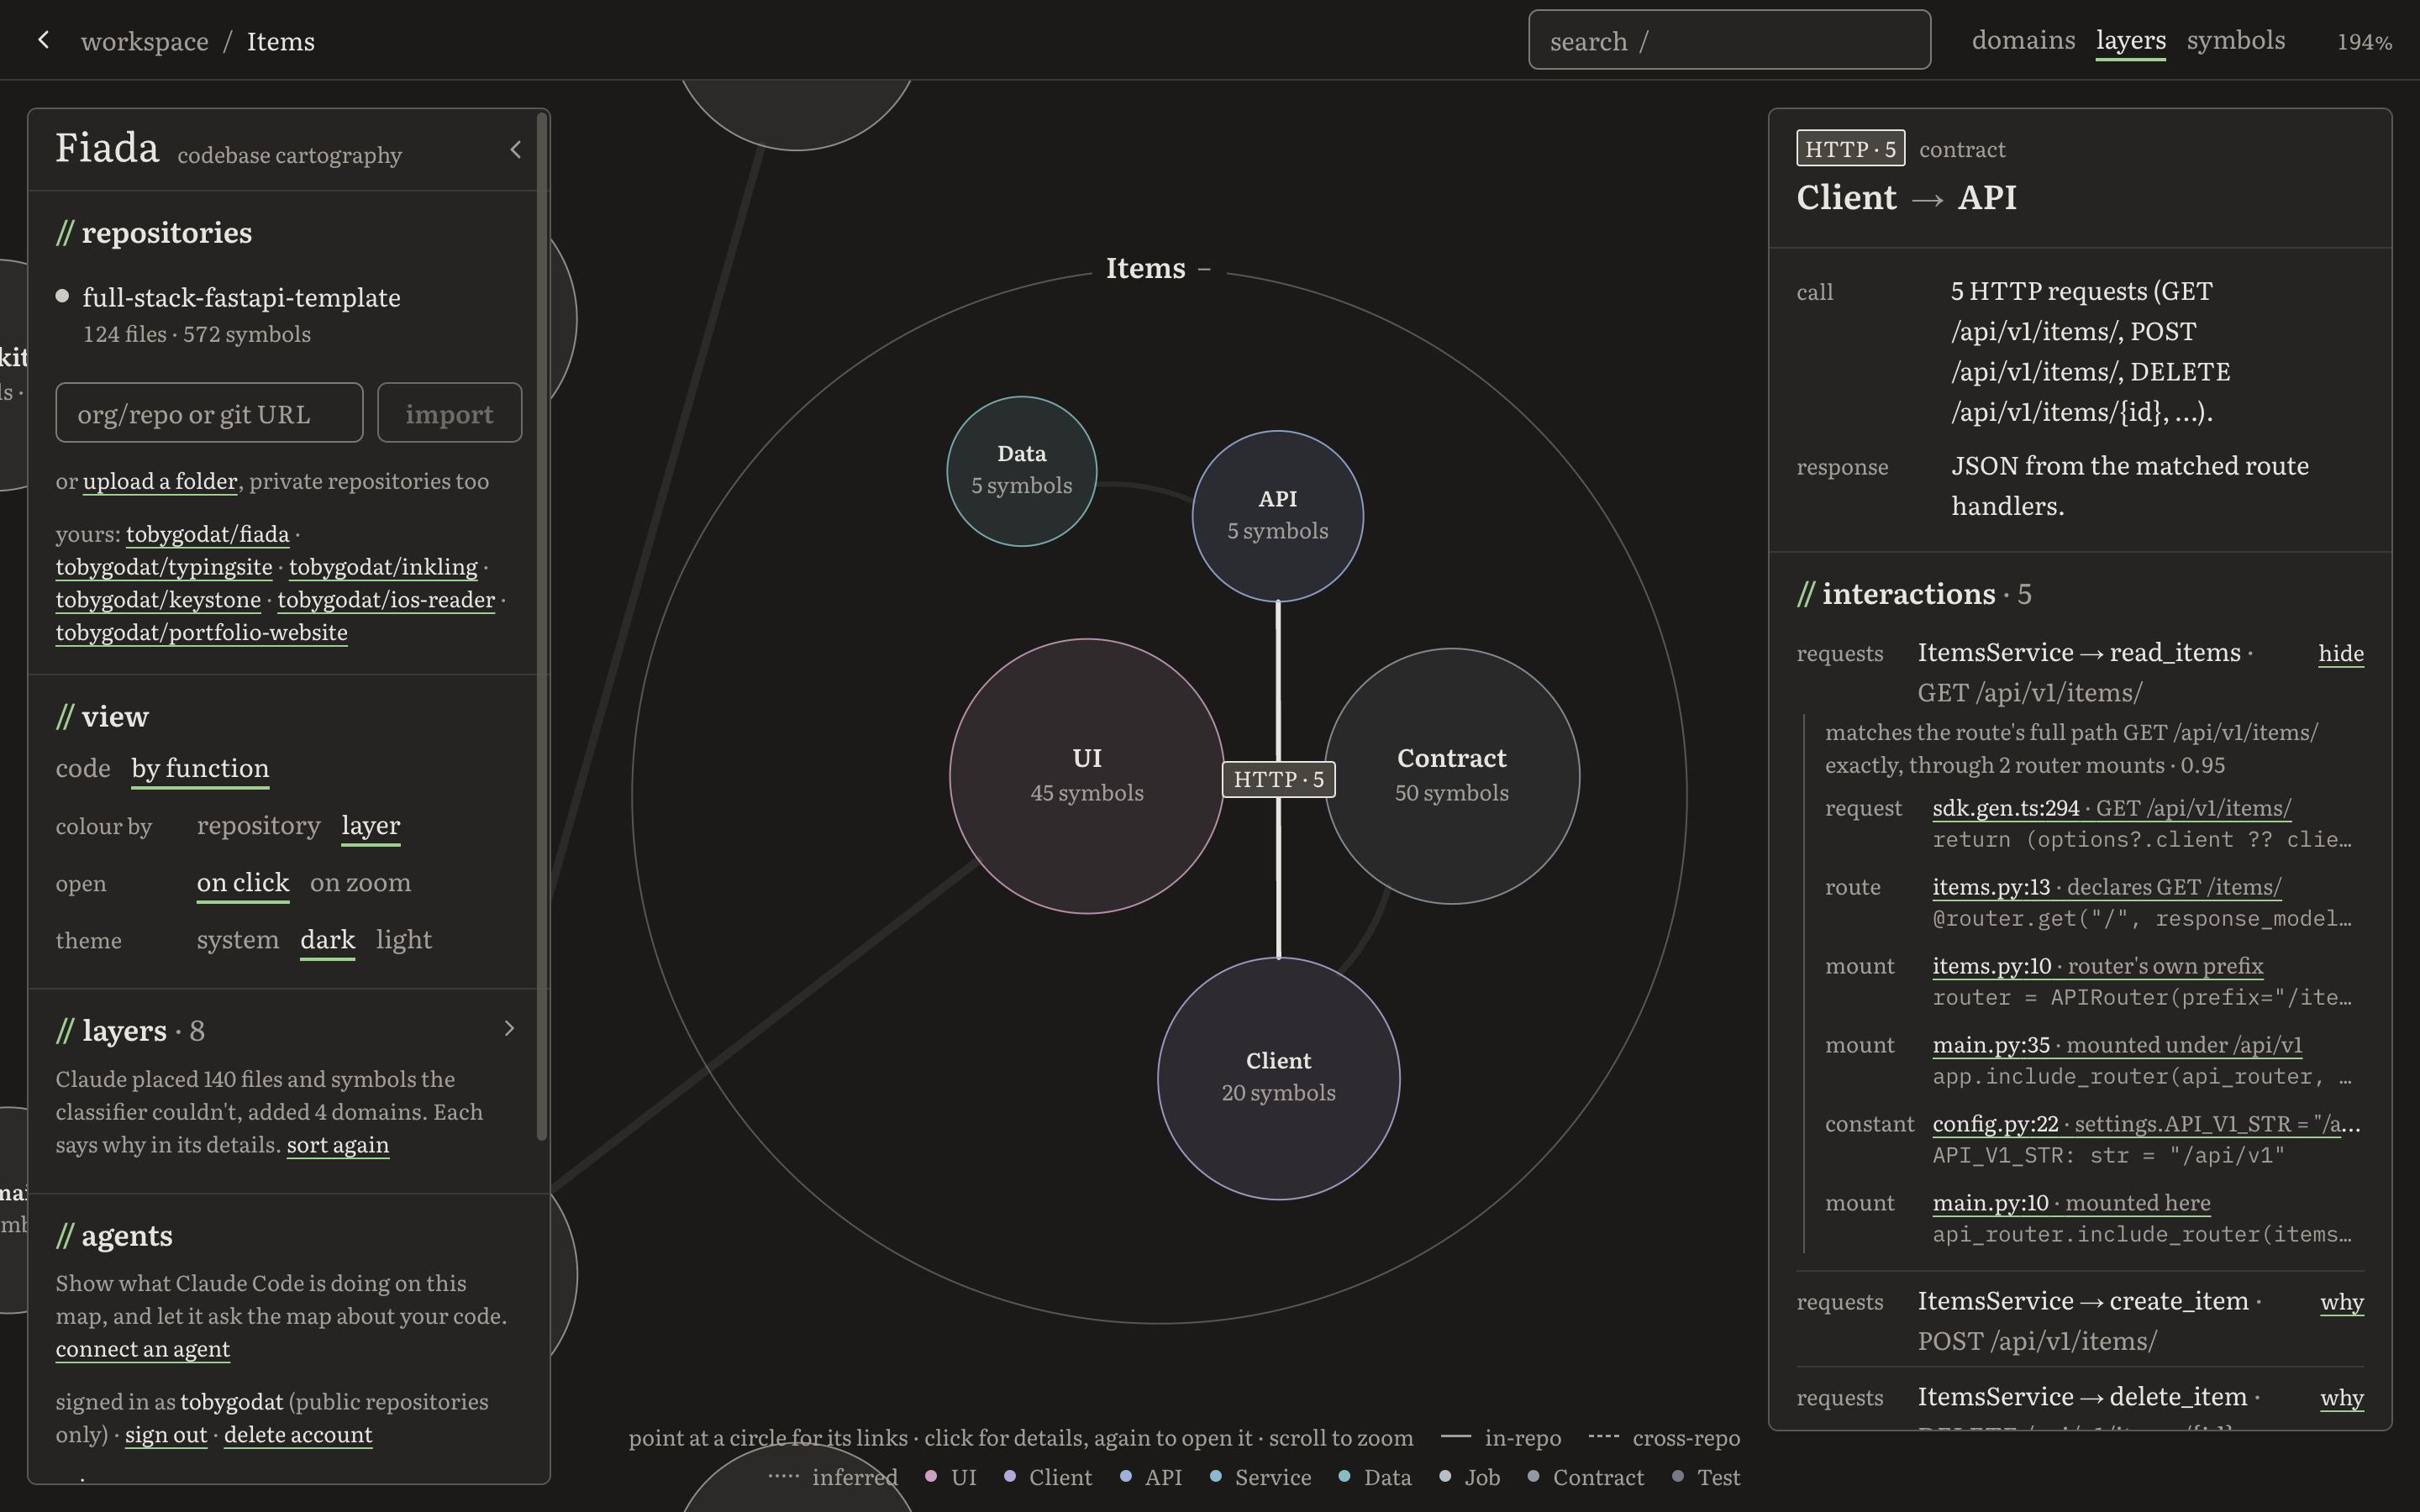 workspace / Items
search /
domains layers symbols 194%
Fiada codebase cartography
// repositories
full-stack-fastapi-template
124 files · 572 symbols
org/repo or git URL import
or upload a folder, private repositories too
yours: tobygodat/fiada ·
tobygodat/typingsite · tobygodat/inkling ·
tobygodat/keystone · tobygodat/ios-reader ·
tobygodat/portfolio-website
// view
code by function
colour by repository layer
open on click on zoom
theme system dark light
// layers · 8
Claude placed 140 files and symbols the
classifier couldn't, added 4 domains. Each
says why in its details. sort again
// agents
Show what Claude Code is doing on this
map, and let it ask the map about your code.
connect an agent
signed in as tobygodat (public repositories
only) · sign out · delete account
Items –
Data
5 symbols
API
5 symbols
UI
45 symbols
HTTP · 5
Contract
50 symbols
Client
20 symbols
point at a circle for its links · click for details, again to open it · scroll to zoom in-repo cross-repo
inferred UI Client API Service Data Job Contract Test
HTTP · 5 contract
Client → API
call 5 HTTP requests (GET
/api/v1/items/, POST
/api/v1/items/, DELETE
/api/v1/items/{id}, …).
response JSON from the matched route
handlers.
// interactions · 5
requests ItemsService → read_items · hide
GET /api/v1/items/
matches the route's full path GET /api/v1/items/
exactly, through 2 router mounts · 0.95
request sdk.gen.ts:294 · GET /api/v1/items/
return (options?.client ?? clie…
route items.py:13 · declares GET /items/
@router.get("/", response_model…
mount items.py:10 · router's own prefix
router = APIRouter(prefix="/ite…
mount main.py:35 · mounted under /api/v1
app.include_router(api_router, …
constant config.py:22 · settings.API_V1_STR = "/a…
API_V1_STR: str = "/api/v1"
mount main.py:10 · mounted here
api_router.include_router(items…
requests ItemsService → create_item · why
POST /api/v1/items/
requests ItemsService → delete_item · why